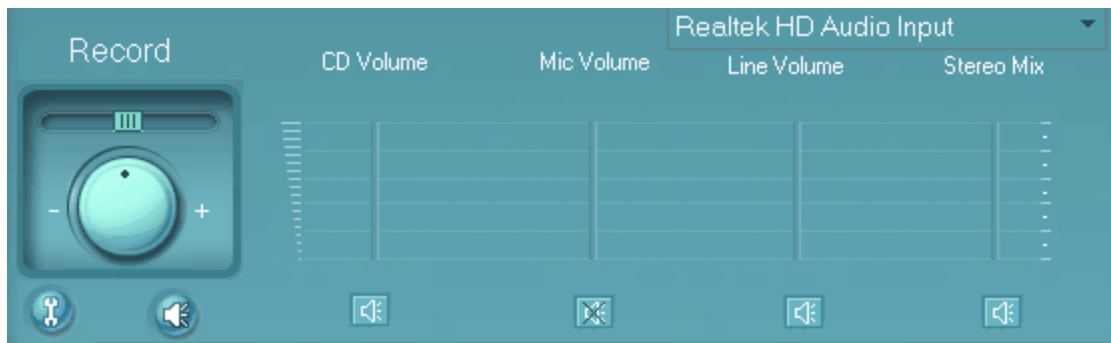 Realtek HD Audio Input
Record
CD Volume
Mic Volume
Line Volume
Stereo Mix
- +